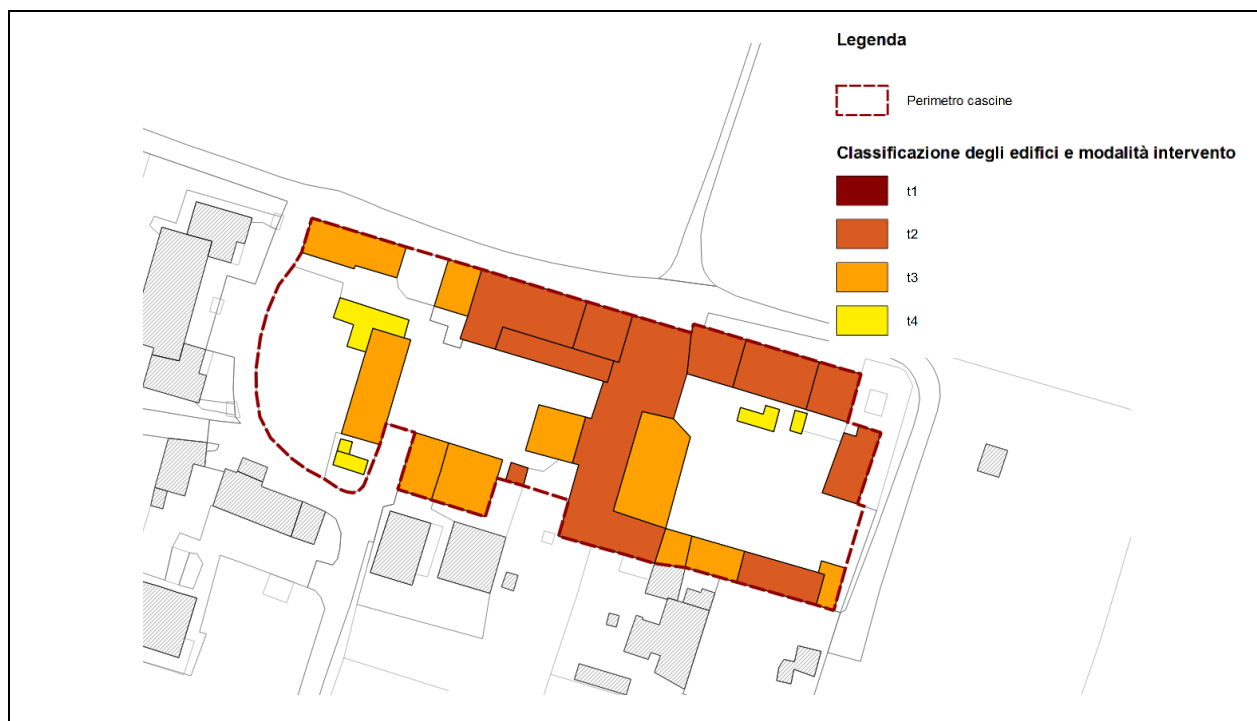 Legenda
Perimetro cascine
Classificazione degli edifici e modalità intervento
t1
t2
t3
t4